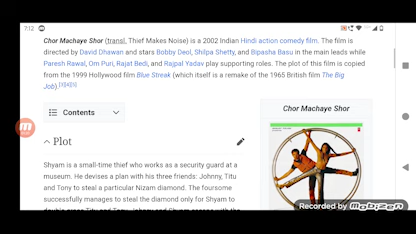 7:12
Chor Machaye Shor (transl. Thief Makes Noise) is a 2002 Indian Hindi action comedy film. The film is
directed by David Dhawan and stars Bobby Deol, Shilpa Shetty, and Bipasha Basu in the main leads while
Paresh Rawal, Om Puri, Rajat Bedi, and Rajpal Yadav play supporting roles. The plot of this film is copied
from the 1999 Hollywood film Blue Streak (which itself is a remake of the 1965 British film The Big
Job).[3][4][5]
Contents
Chor Machaye Shor
Plot
Shyam is a small-time thief who works as a security guard at a
museum. He devises a plan with his three friends: Johnny, Titu
and Tony to steal a particular Nizam diamond. The foursome
successfully manages to steal the diamond only for Shyam to
Recorded by mobizen